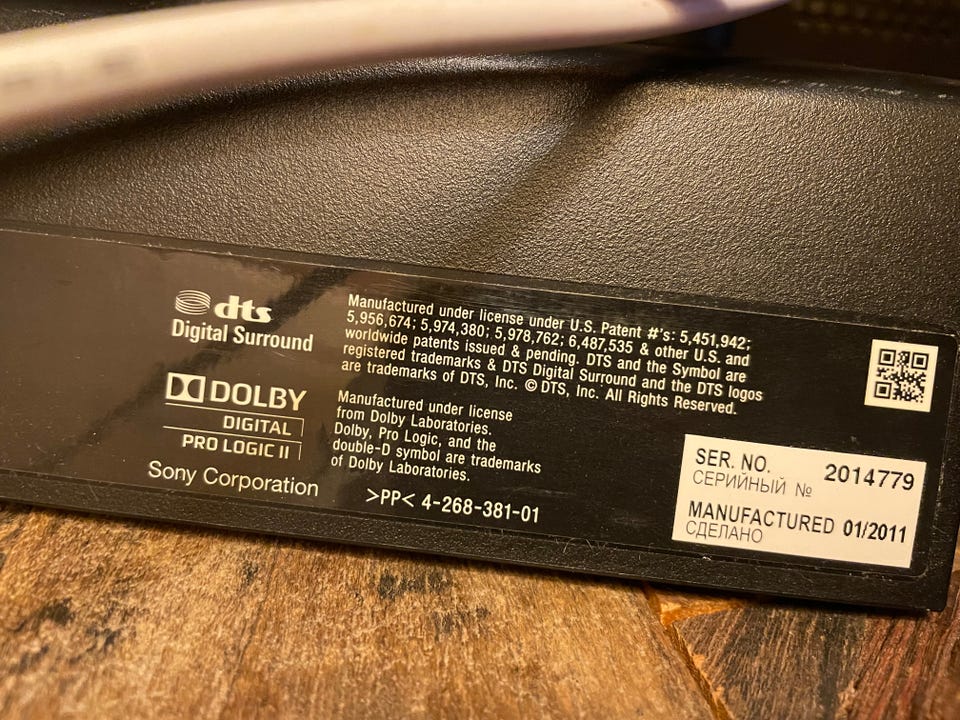 dts
Digital Surround
Manufactured under license under U.S. Patent #'s: 5,451,942;
5,956,674; 5,974,380; 5,978,762; 6,487,535 & other U.S. and
worldwide patents issued & pending. DTS and the Symbol are
registered trademarks & DTS Digital Surround and the DTS logos
are trademarks of DTS, Inc. © DTS, Inc. All Rights Reserved.
DOLBY
DIGITAL
PRO LOGIC II
Manufactured under license
from Dolby Laboratories.
Dolby, Pro Logic, and the
double-D symbol are trademarks
of Dolby Laboratories.
Sony Corporation
>PP< 4-268-381-01
SER. NO. 2014779
СЕРИЙНЫЙ №
MANUFACTURED 01/2011
СДЕЛАНО